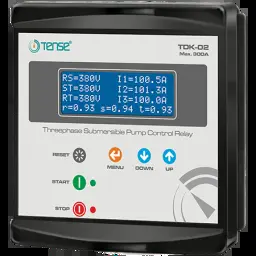 TENSE
TDK-02
Max. 300A
RS=380V I1=100.5A
ST=380V I2=101.3A
RT=380V I3=100.0A
r=0.93 s=0.94 t=0.93
Threephase Submersible Pump Control Relay
RESET
MENU DOWN UP
START
STOP